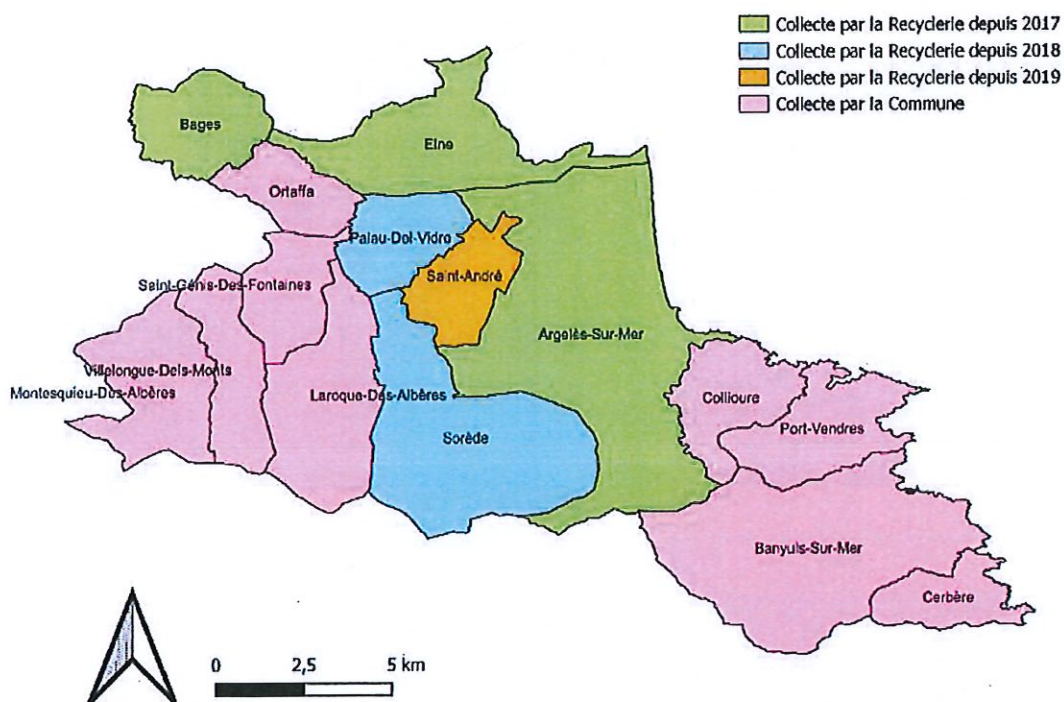 Collecte par la Recyclerie depuis 2017
Collecte par la Recyclerie depuis 2018
Collecte par la Recyclerie depuis 2019
Collecte par la Commune
Bages
Elne
Ortaffa
Palau-Del-Vidre
Saint-André
Saint-Génis-Des-Fontaines
Argelès-Sur-Mer
Villelongue-Dels-Monts
Montesquieu-Des-Albères
Laroque-Des-Albères
Collioure
Port-Vendres
Sorède
Banyuls-Sur-Mer
Cerbère
0 2,5 5 km